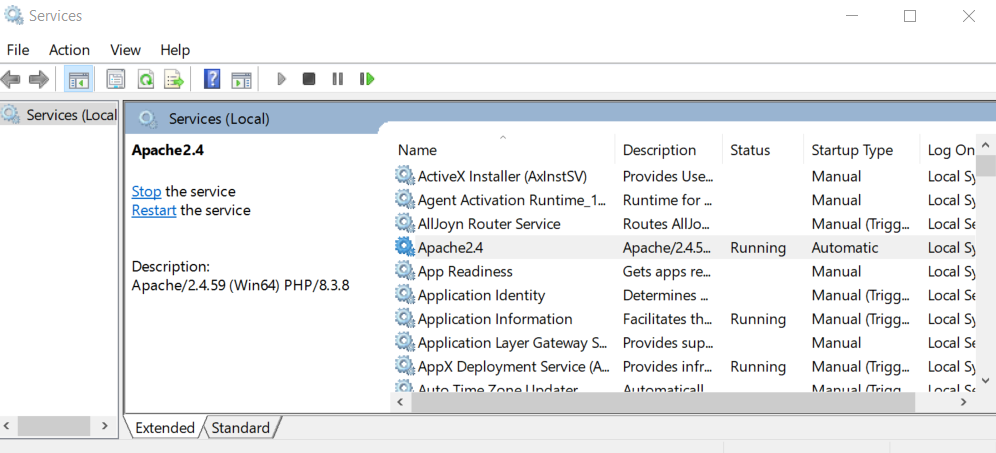 Services
File Action View Help
Services (Local
Services (Local)
Apache2.4
Stop the service
Restart the service
Description:
Apache/2.4.59 (Win64) PHP/8.3.8
Name Description Status Startup Type Log On
ActiveX Installer (AxInstSV) Provides Use... Manual Local Sy
Agent Activation Runtime_1... Runtime for ... Manual Local Sy
AllJoyn Router Service Routes AllJo... Manual (Trigg... Local Se
Apache2.4 Apache/2.4.5... Running Automatic Local Sy
App Readiness Gets apps re... Manual Local Sy
Application Identity Determines ... Manual (Trigg... Local Se
Application Information Facilitates th... Running Manual (Trigg... Local Sy
Application Layer Gateway S... Provides sup... Manual Local Se
AppX Deployment Service (A... Provides infr... Running Manual (Trigg... Local Sy
Auto Time Zone Updater Automaticall... Manual (Trigg... Local Se
Extended Standard